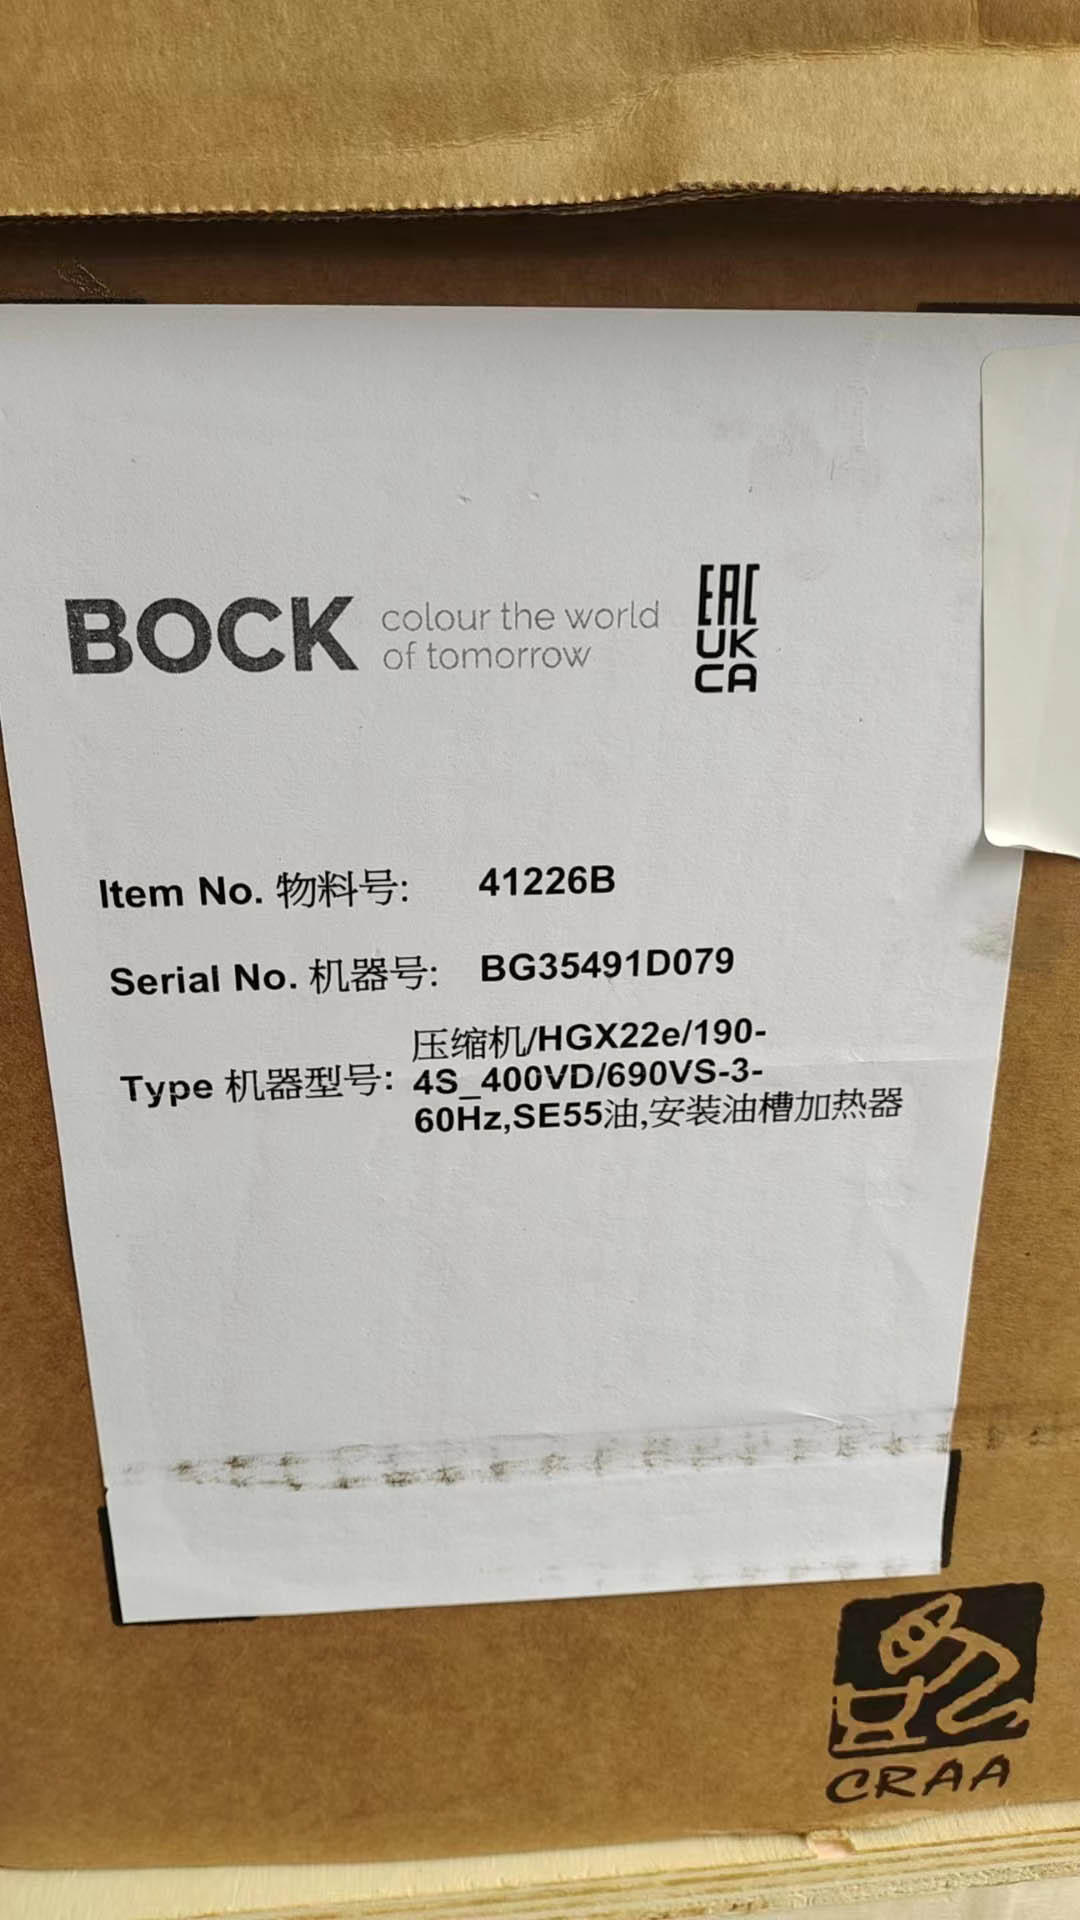 BOCK colour the world
of tomorrow
EAC
UK
CA
Item No. 物料号: 41226B
Serial No. 机器号: BG35491D079
Type 机器型号: 压缩机/HGX22e/190-
4S_400VD/690VS-3-
60Hz,SE55油,安装油槽加热器
CRAA